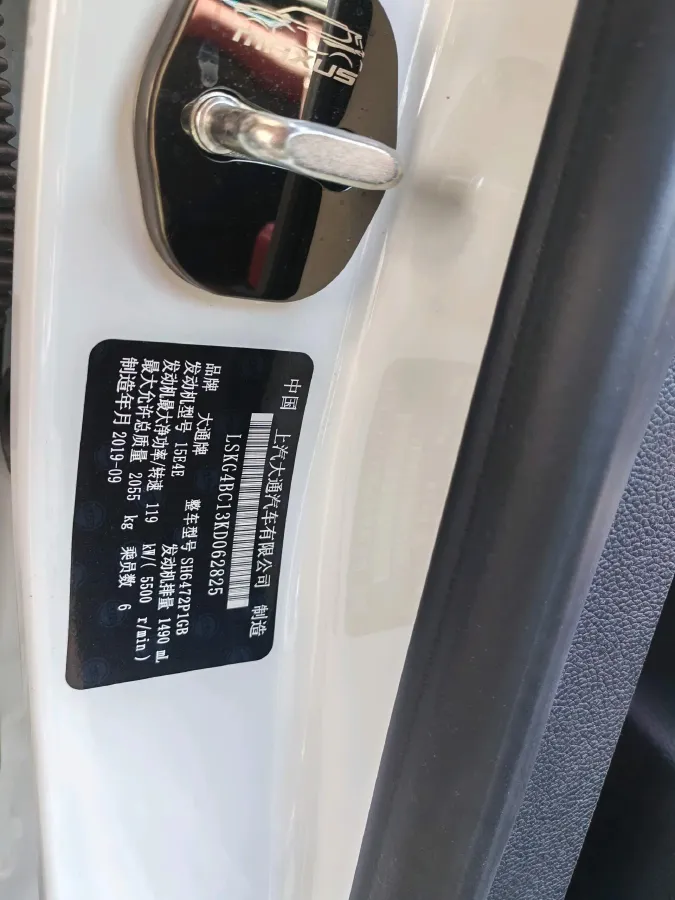 maxus
中国 上汽大通汽车有限公司 制造
LSKG4BC13KD062825
品牌 大通牌 整车型号 SH6472P1GB
发动机型号 15E4E 发动机排量 1490 mL
发动机最大净功率/转速 119 kW/( 5500 r/min )
最大允许总质量 2055 kg 乘员数 6
制造年月 2019-09